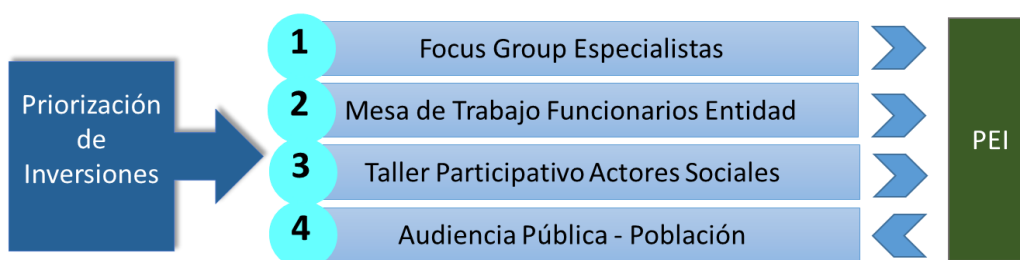 Priorización
de
Inversiones
1
Focus Group Especialistas
2
Mesa de Trabajo Funcionarios Entidad
3
Taller Participativo Actores Sociales
4
Audiencia Pública - Población
PEI